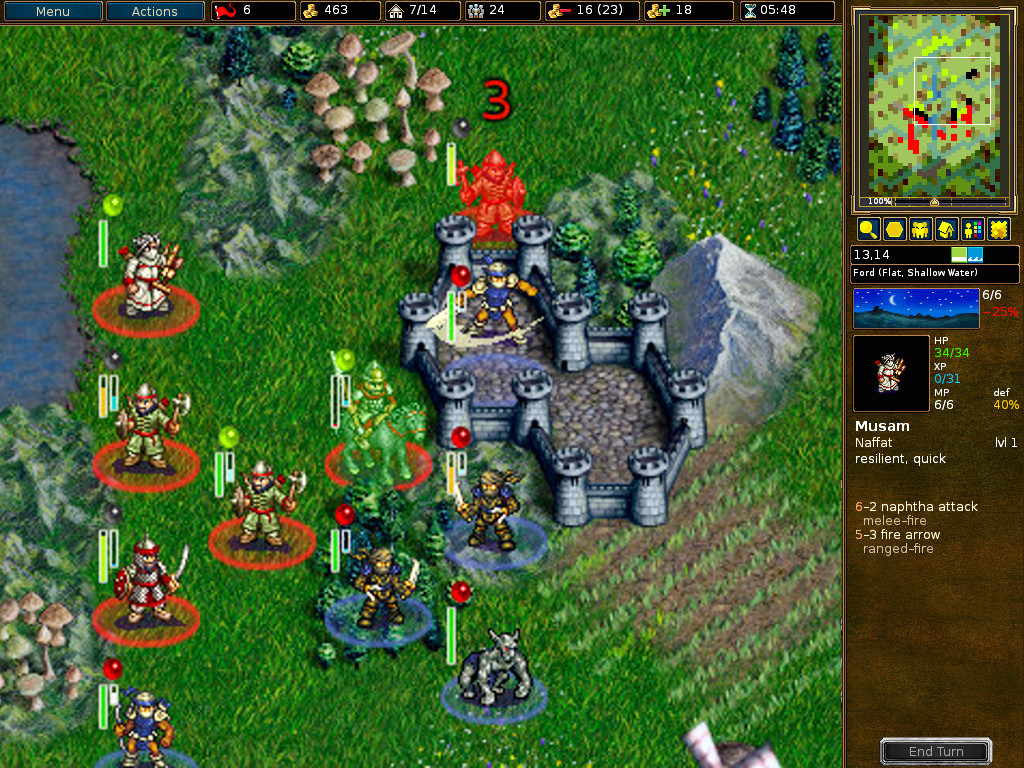 Menu
Actions
6
463
7/14
24
16 (23)
18
05:48
3
100%
13,14
Ford (Flat, Shallow Water)
6/6
−25%
HP
34/34
XP
0/31
MP
6/6
def
40%
Musam
Naffat
lvl 1
resilient, quick
6–2 naphtha attack
melee–fire
5–3 fire arrow
ranged–fire
End Turn